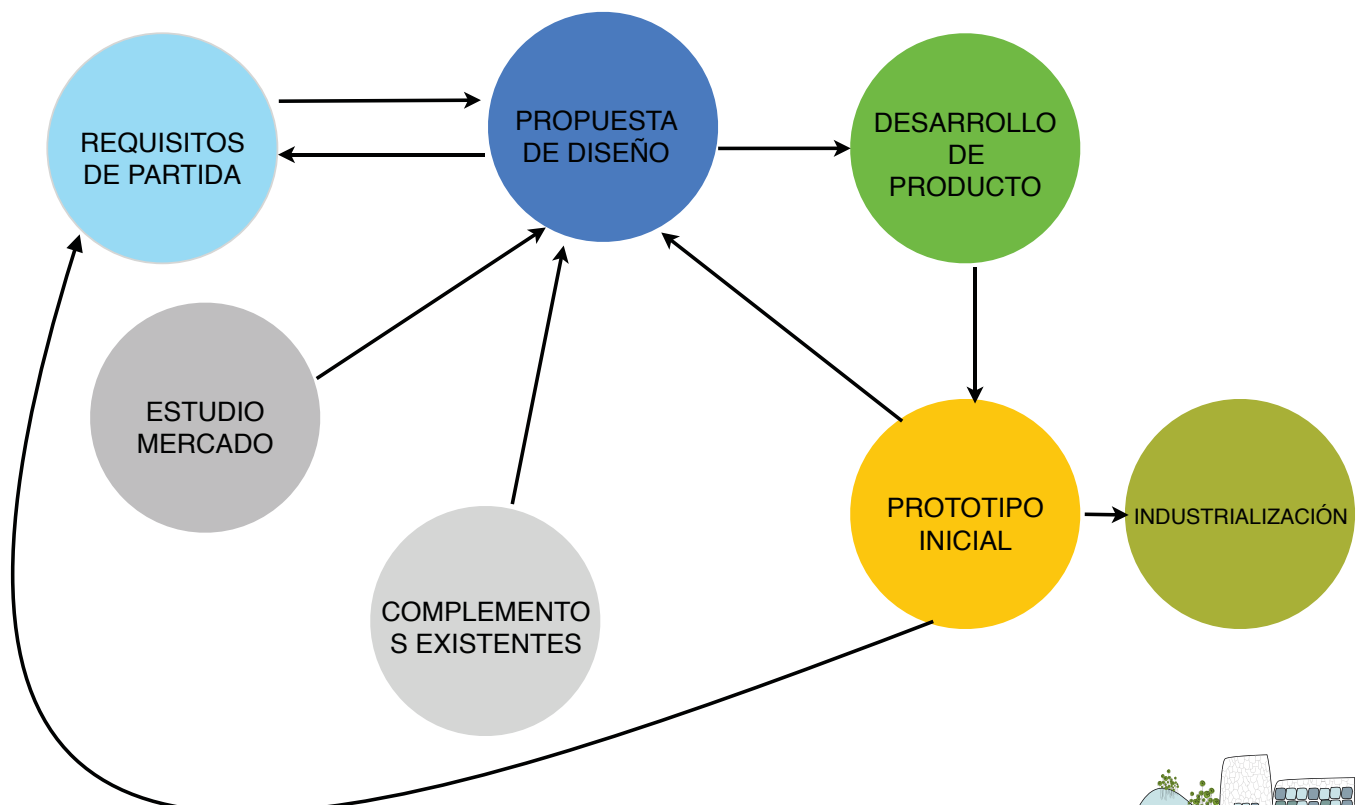 REQUISITOS
DE PARTIDA
PROPUESTA
DE DISEÑO
DESARROLLO
DE
PRODUCTO
ESTUDIO
MERCADO
COMPLEMENTO
S EXISTENTES
PROTOTIPO
INICIAL
INDUSTRIALIZACIÓN